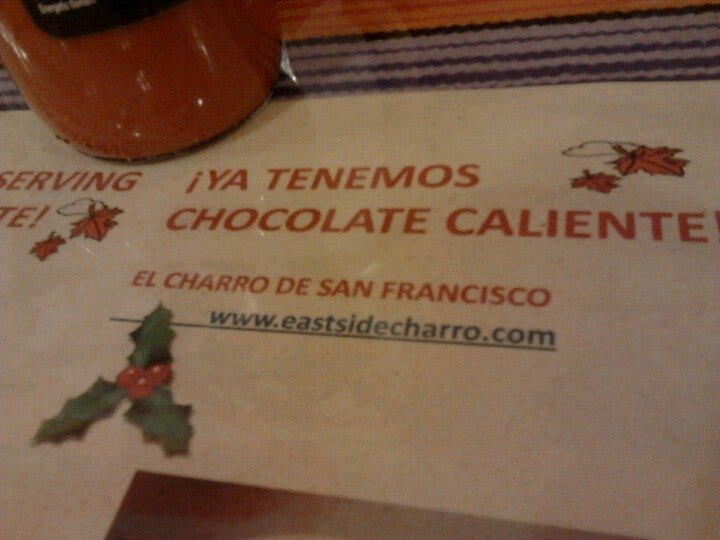 SERVING ¡YA TENEMOS
TE! CHOCOLATE CALIENTE!
EL CHARRO DE SAN FRANCISCO
www.eastsidecharro.com